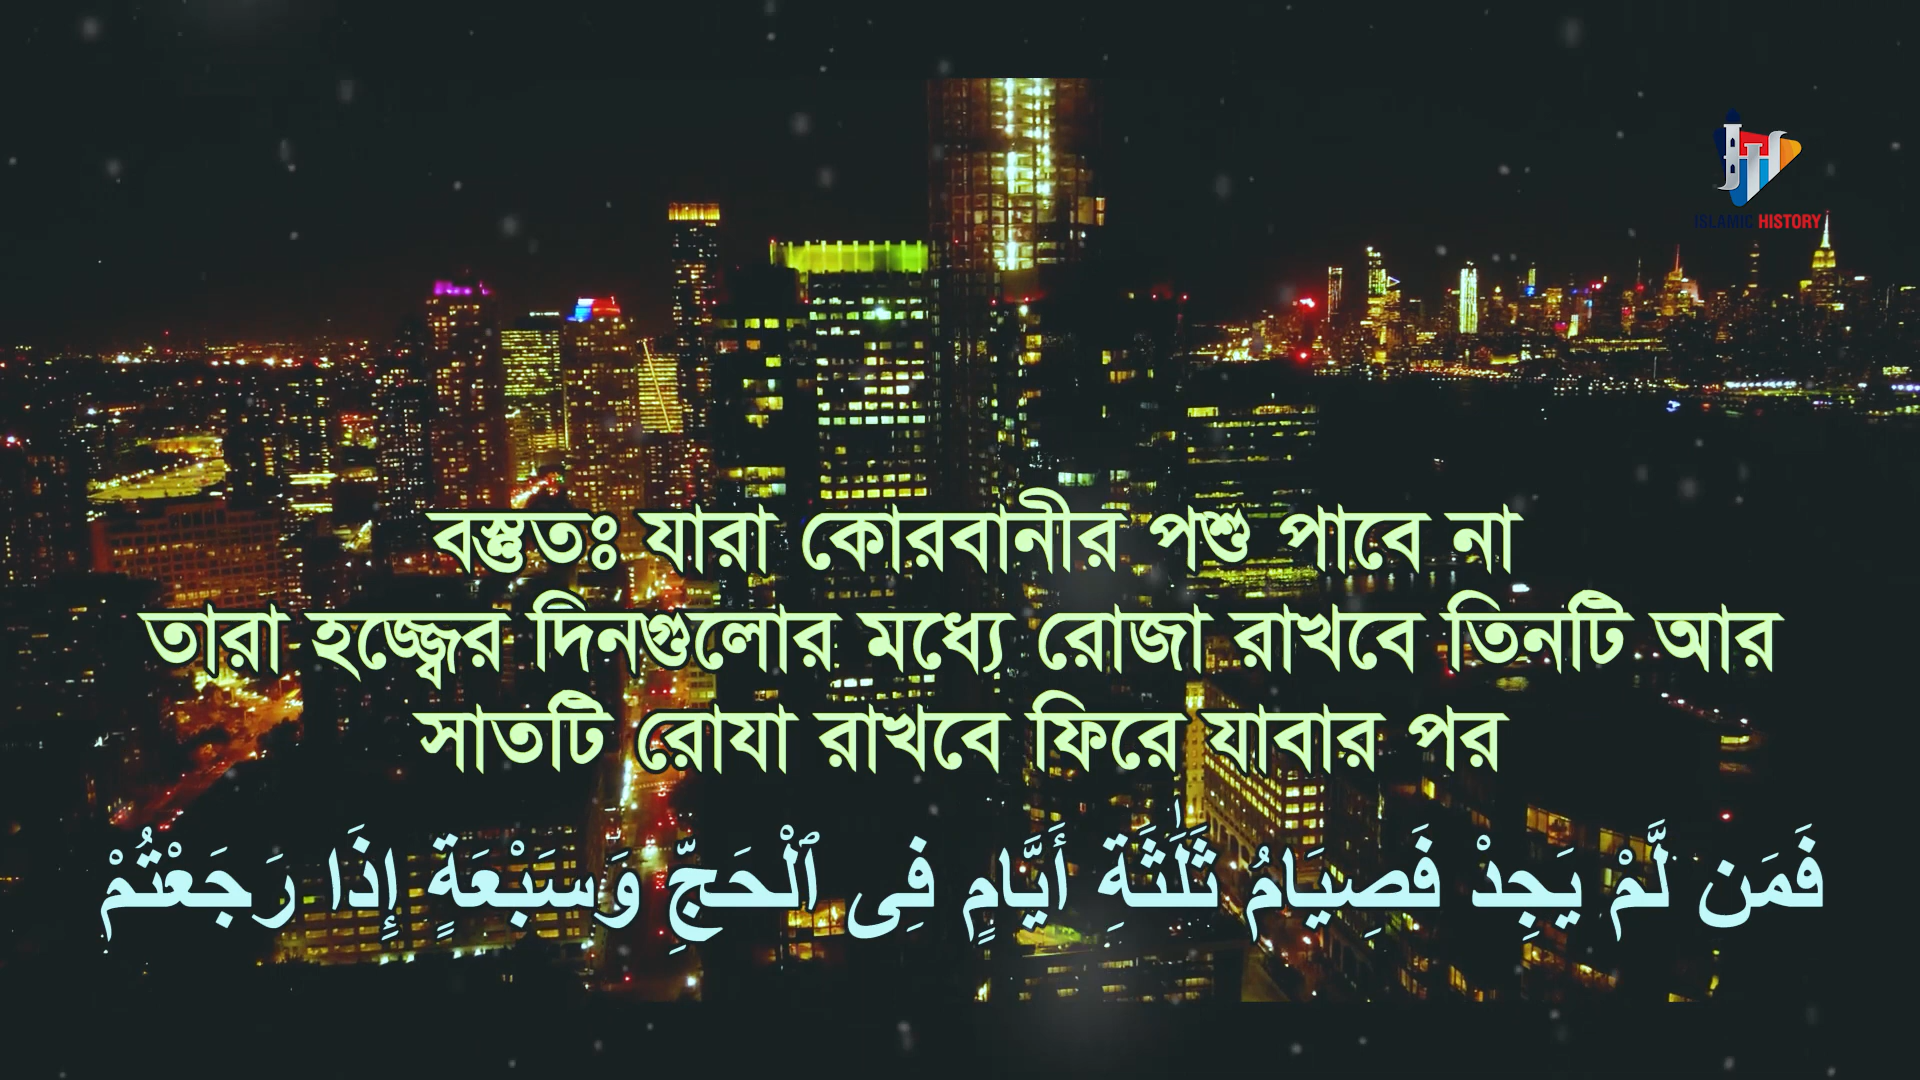 ISLAMIC HISTORY
বস্তুতঃ যারা কোরবানীর পশু পাবে না
তারা হজ্জ্বের দিনগুলোর মধ্যে রোজা রাখবে তিনটি আর
সাতটি রোযা রাখবে ফিরে যাবার পর
فَمَن لَّمْ يَجِدْ فَصِيَامُ ثَلَٰثَةِ أَيَّامٍ فِى ٱلْحَجِّ وَسَبْعَةٍ إِذَا رَجَعْتُمْ